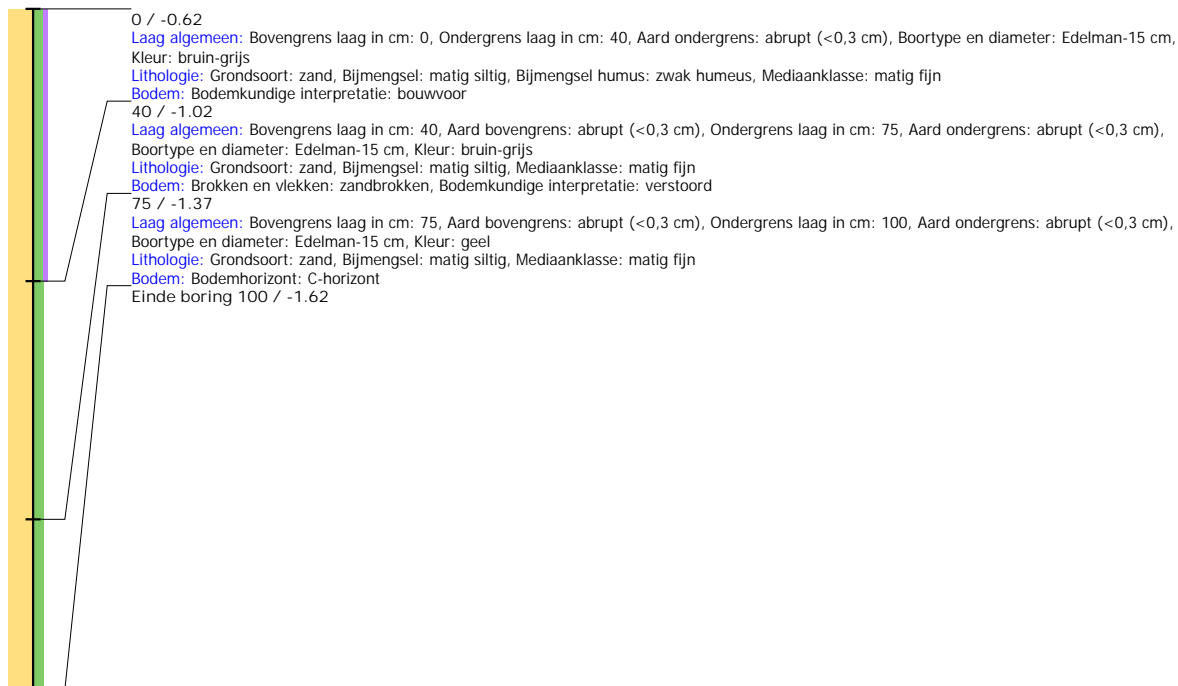 0 / -0.62
Laag algemeen: Bovengrens laag in cm: 0, Ondergrens laag in cm: 40, Aard ondergrens: abrupt (<0,3 cm), Boortype en diameter: Edelman-15 cm,
Kleur: bruin-grijs
Lithologie: Grondsoort: zand, Bijmengsel: matig siltig, Bijmengsel humus: zwak humeus, Mediaanklasse: matig fijn
Bodem: Bodemkundige interpretatie: bouwvoor
40 / -1.02
Laag algemeen: Bovengrens laag in cm: 40, Aard bovengrens: abrupt (<0,3 cm), Ondergrens laag in cm: 75, Aard ondergrens: abrupt (<0,3 cm),
Boortype en diameter: Edelman-15 cm, Kleur: bruin-grijs
Lithologie: Grondsoort: zand, Bijmengsel: matig siltig, Mediaanklasse: matig fijn
Bodem: Brokken en vlekken: zandbrokken, Bodemkundige interpretatie: verstoord
75 / -1.37
Laag algemeen: Bovengrens laag in cm: 75, Aard bovengrens: abrupt (<0,3 cm), Ondergrens laag in cm: 100, Aard ondergrens: abrupt (<0,3 cm),
Boortype en diameter: Edelman-15 cm, Kleur: geel
Lithologie: Grondsoort: zand, Bijmengsel: matig siltig, Mediaanklasse: matig fijn
Bodem: Bodemhorizont: C-horizont
Einde boring 100 / -1.62